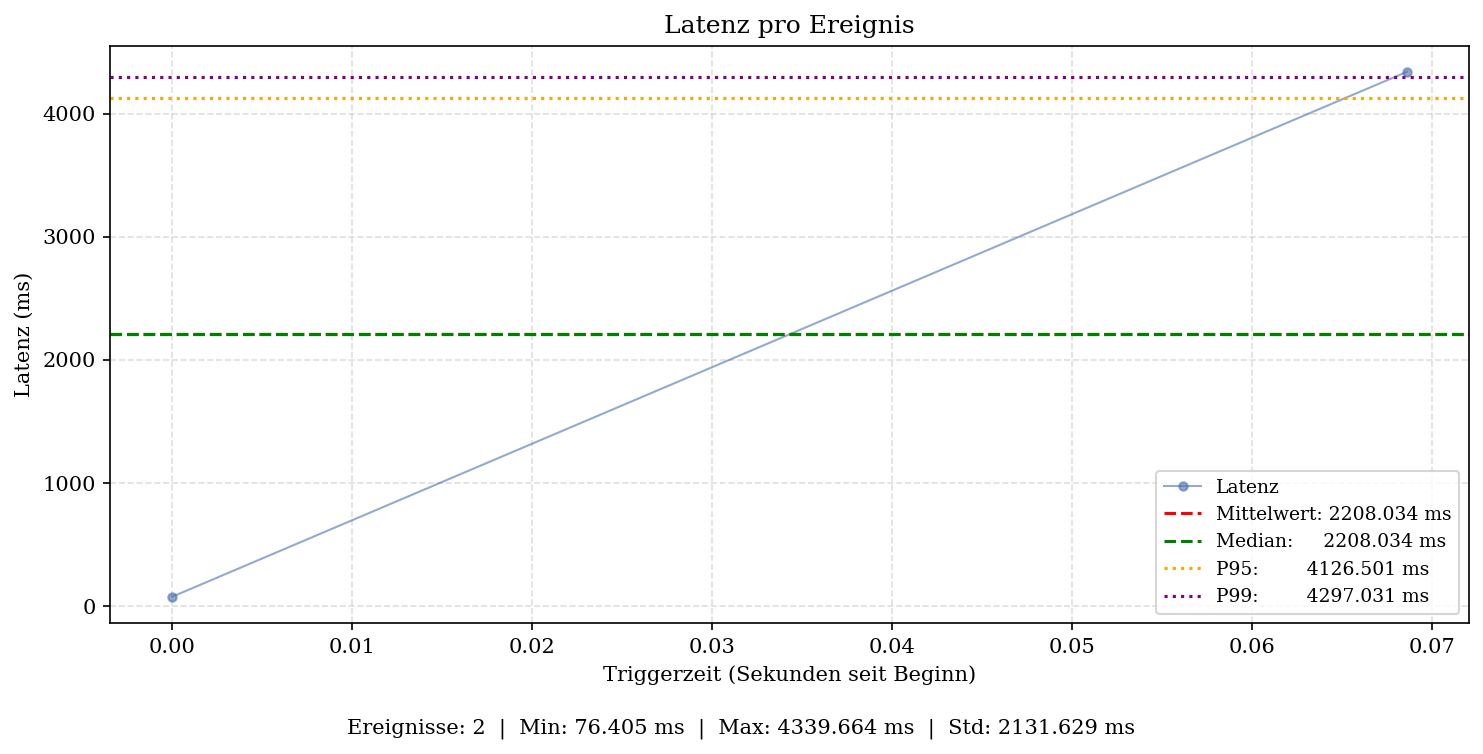 Latenz pro Ereignis
Latenz (ms)
4000
3000
2000
1000
0
0.00 0.01 0.02 0.03 0.04 0.05 0.06 0.07
Triggerzeit (Sekunden seit Beginn)
Latenz
Mittelwert: 2208.034 ms
Median: 2208.034 ms
P95: 4126.501 ms
P99: 4297.031 ms
Ereignisse: 2 | Min: 76.405 ms | Max: 4339.664 ms | Std: 2131.629 ms